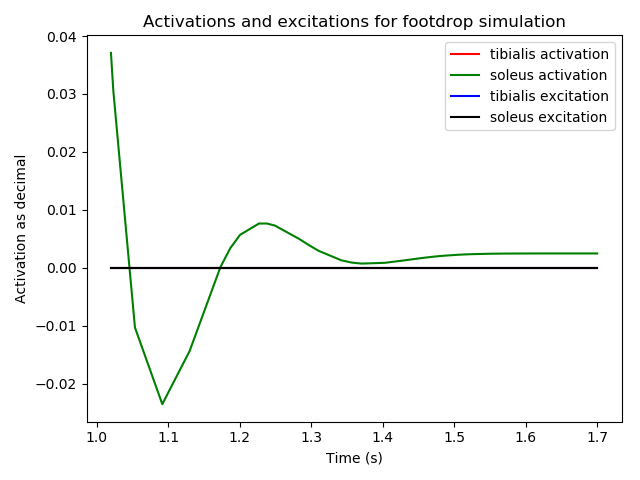 Activations and excitations for footdrop simulation
tibialis activation
soleus activation
tibialis excitation
soleus excitation
Activation as decimal
0.04
0.03
0.02
0.01
0.00
−0.01
−0.02
1.0 1.1 1.2 1.3 1.4 1.5 1.6 1.7
Time (s)